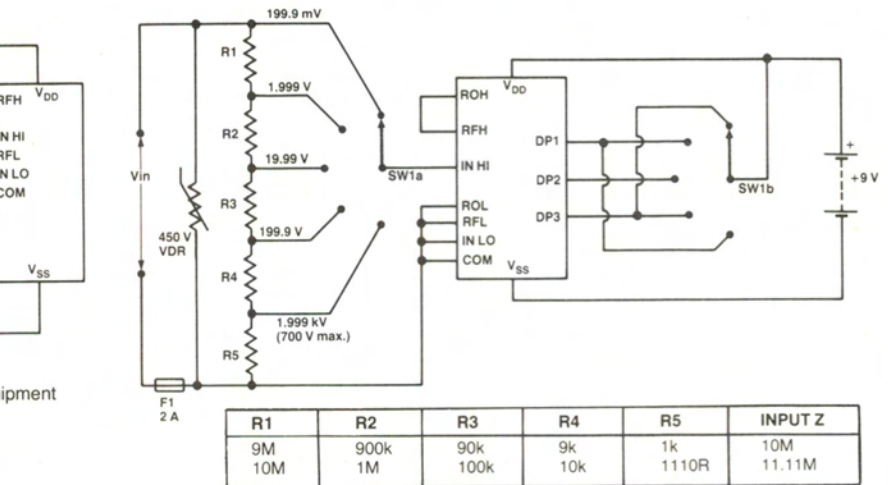 RFH
VDD
N HI
RFL
N LO
COM
VSS
ipment
199.9 mV
R1
1.999 V
R2
19.99 V
R3
199.9 V
R4
1.999 kV
(700 V max.)
R5
Vin
450 V
VDR
F1
2 A
SW1a
ROH
VDD
RFH
IN HI
ROL
RFL
IN LO
COM
VSS
DP1
DP2
DP3
SW1b
+
+9 V
R1 R2 R3 R4 R5 INPUT Z
9M 900k 90k 9k 1k 10M
10M 1M 100k 10k 1110R 11.11M